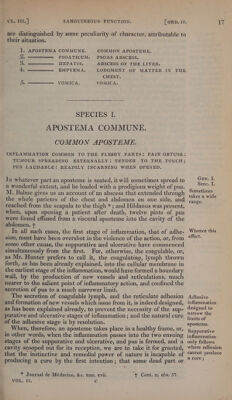 CL. III.] SANGUINEOUS FUNCTION. [ORD. II. 17
are distinguished by some peculiarity of character, attributable to
their situation.
1. APOSTEMA COMMUNE. COMMON APOSTEME.
2. ——— PSOATICUM. PSOAS ABSCESS.
3. ——— HEPATIS. ABSCESS OF THE LIVER.
4. ——— EMPYEMA. LODGMENT OF MATTER IN THE
CHEST.
5. ——— VOMICA. VOMICA.
SPECIES I.
APOSTEMA COMMUNE.
COMMON APOSTEME.
INFLAMMATION COMMON TO THE FLESHY PARTS: PAIN OBTUSE:
TUMOUR SPREADING EXTERNALLY: TENDER TO THE TOUCH;
PUS LAUDABLE: READILY INCARNING WHEN OPENED.
In whatever part an aposteme is seated, it will sometimes spread to
a wonderful extent, and be loaded with a prodigious weight of pus.
M. Balme gives us an account of an abscess that extended through
the whole parietes of the chest and abdomen on one side, and
reached from the scapula to the thigh *; and Hildanus was present,
when, upon opening a patient after death, twelve pints of pus
were found effused from a visceral aposteme into the cavity of the
abdomen. †
In all such cases, the first stage of inflammation, that of adhe-
sion, must have been overdun in the violence of the action, or, from
some other cause, the suppurative and ulcerative have commenced
simultaneously from the first. For, otherwise, the coagulable, or,
as Mr. Hunter prefers to call it, the coagulating, lymph thrown
forth, as has been already explained, into the cellular membrane in
the earliest stage of the inflammation, would have formed a boundary
wall, by the production of new vessels and reticulations, much
nearer to the salient point of inflammatory action, and confined the
secretion of pus to a much narrower limit.
The secretion of coagulable lymph, and the reticulate adhesion
and formation of new vessels which issue from it, is indeed designed,
as has been explained already, to prevent the necessity of the sup-
purative and ulcerative stages of inflammation; and the natural cure
of the adhesive stage is by resolution.
When, therefore, an aposteme takes place in a healthy frame, or,
in other words, when the inflammation passes into the two ensuing
stages of the suppurative and ulcerative, and pus is formed, and a
cavity scooped out for its reception, we are to take it for granted,
that the instinctive and remedial power of nature is incapable of
producing a cure by the first intention; that some dead part or
* Journal de Médecine, &c. tom. xvii. † Cent. 11. obs. 57.
VOL. II. C
Gen. I.
Spec. I.
Sometimes
takes a wide
range.
Whence this
effect.
Adhesive
inflammation
designed to
narrow the
limits of
aposteme.
Suppurative
inflammation
only follows
where adhesion
cannot produce
a cure;